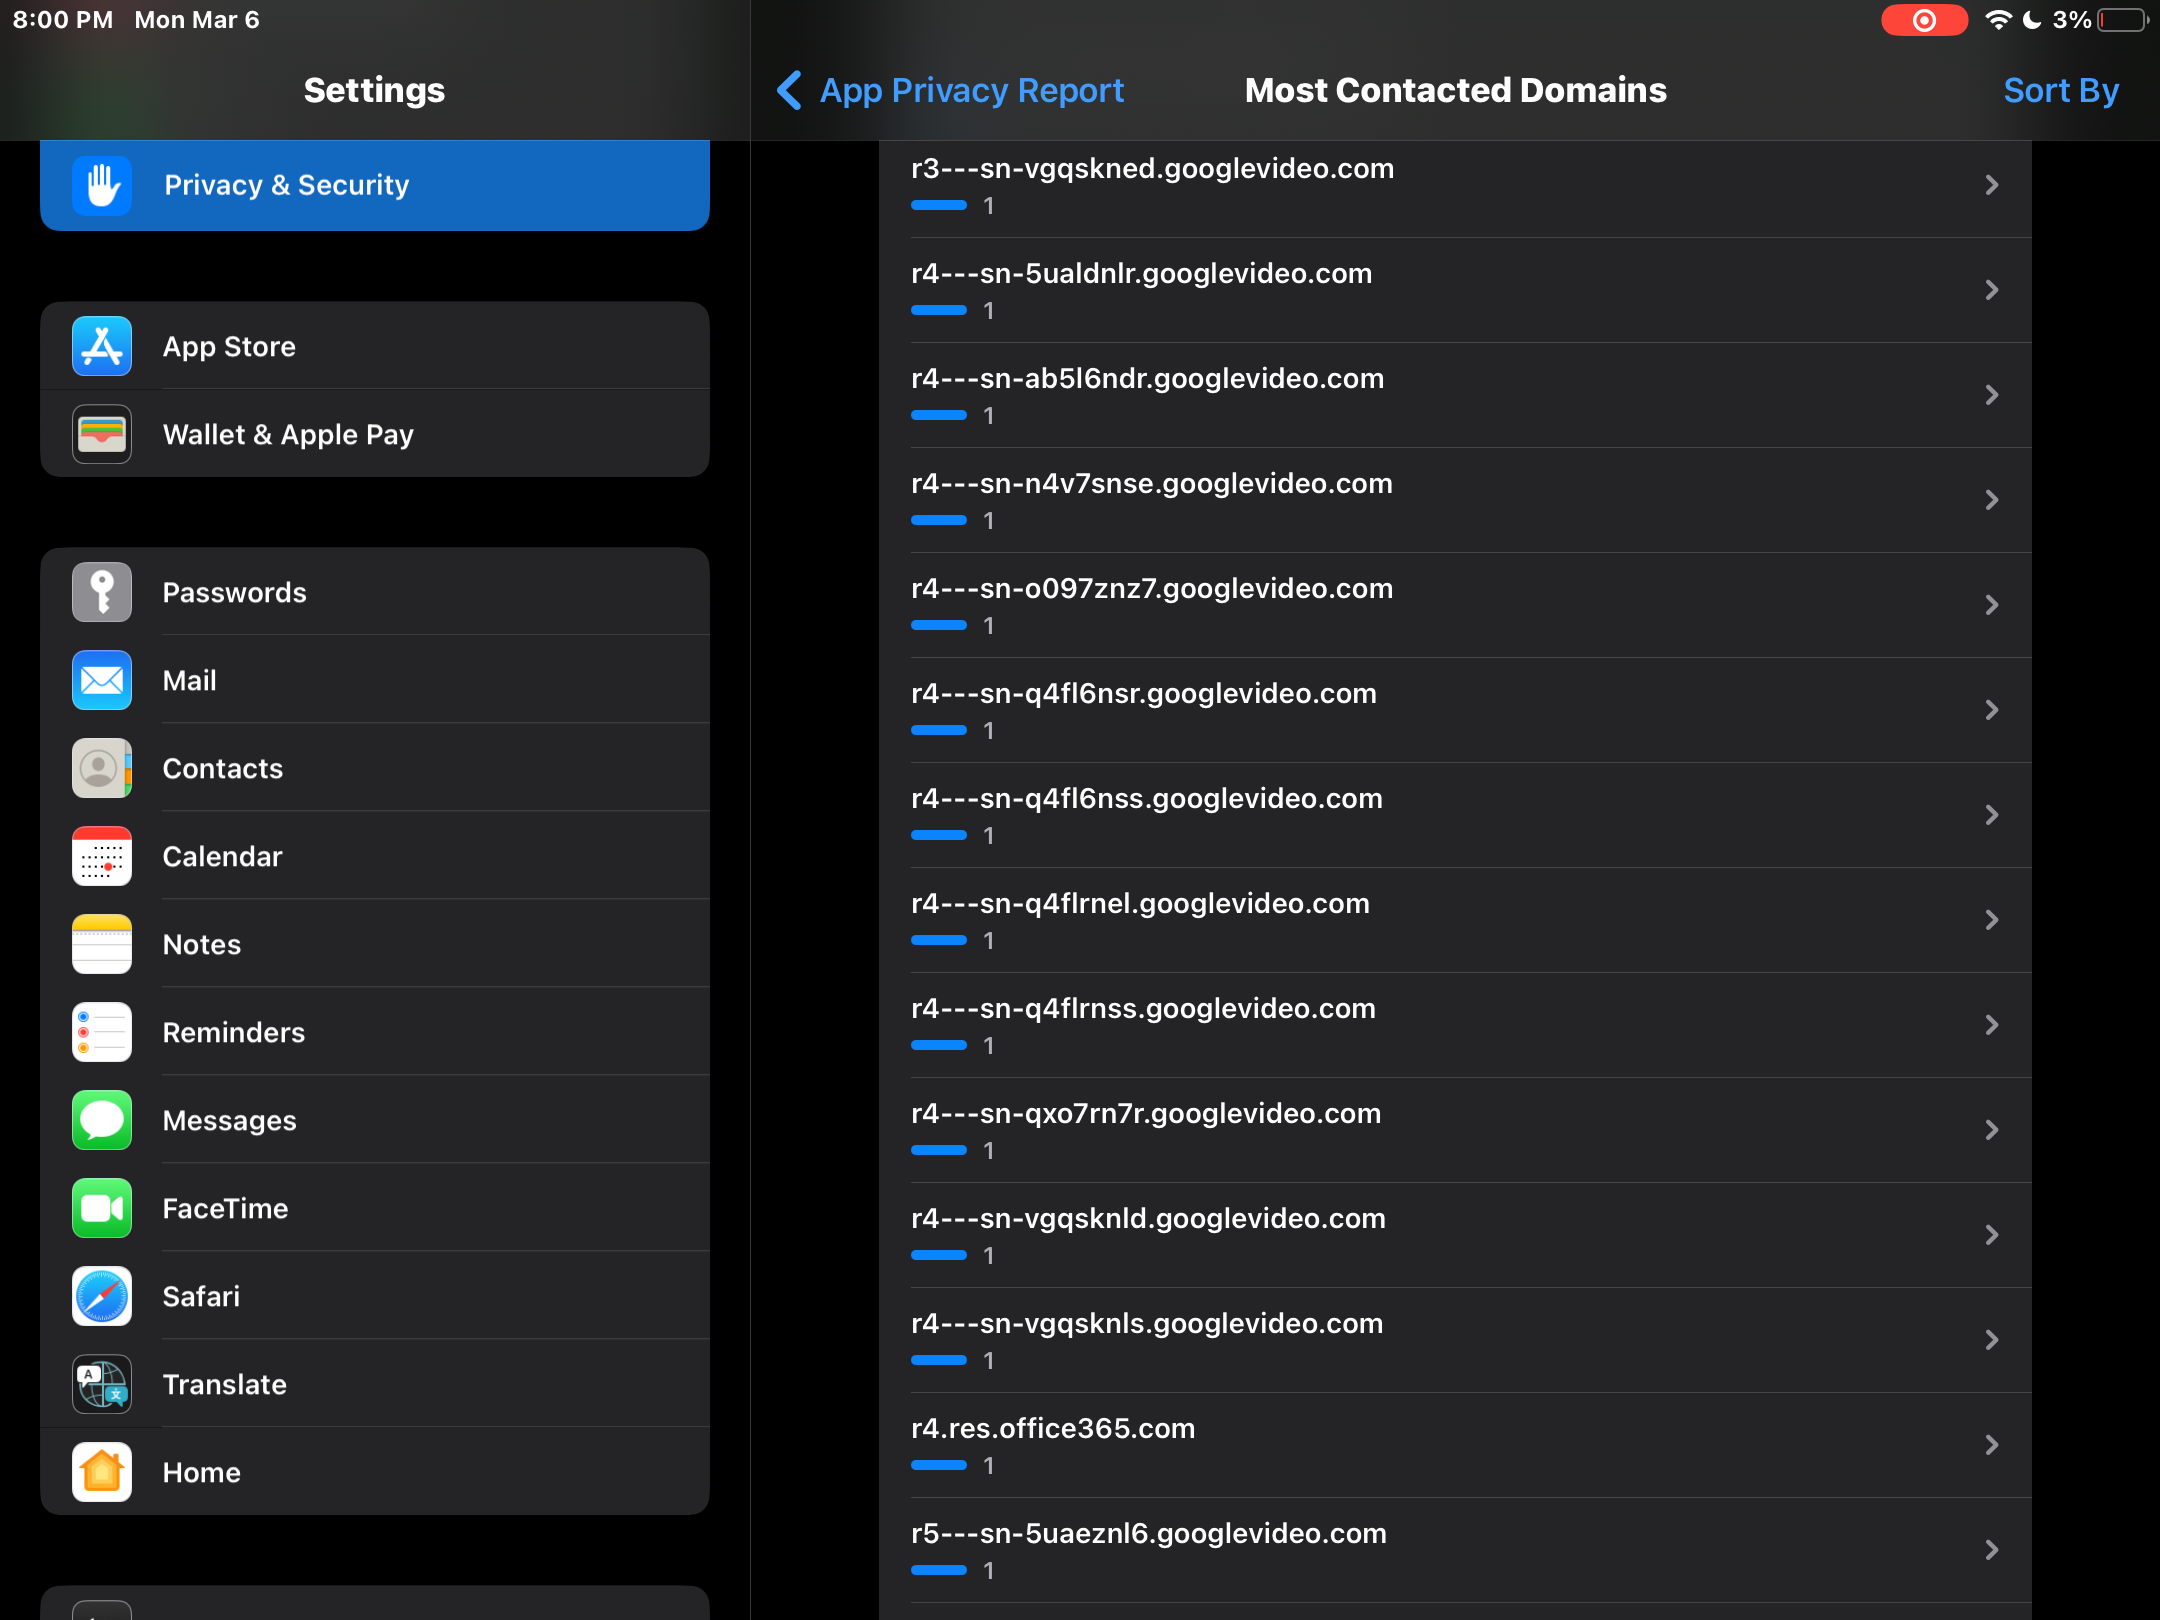 8:00 PM Mon Mar 6
3%
Settings
Privacy & Security
App Store
Wallet & Apple Pay
Passwords
Mail
Contacts
Calendar
Notes
Reminders
Messages
FaceTime
Safari
Translate
Home
App Privacy Report
Most Contacted Domains
Sort By
r3---sn-vgqskned.googlevideo.com
1
r4---sn-5ualdnlr.googlevideo.com
1
r4---sn-ab5l6ndr.googlevideo.com
1
r4---sn-n4v7snse.googlevideo.com
1
r4---sn-o097znz7.googlevideo.com
1
r4---sn-q4fl6nsr.googlevideo.com
1
r4---sn-q4fl6nss.googlevideo.com
1
r4---sn-q4flrnel.googlevideo.com
1
r4---sn-q4flrnss.googlevideo.com
1
r4---sn-qxo7rn7r.googlevideo.com
1
r4---sn-vgqsknld.googlevideo.com
1
r4---sn-vgqsknls.googlevideo.com
1
r4.res.office365.com
1
r5---sn-5uaeznl6.googlevideo.com
1